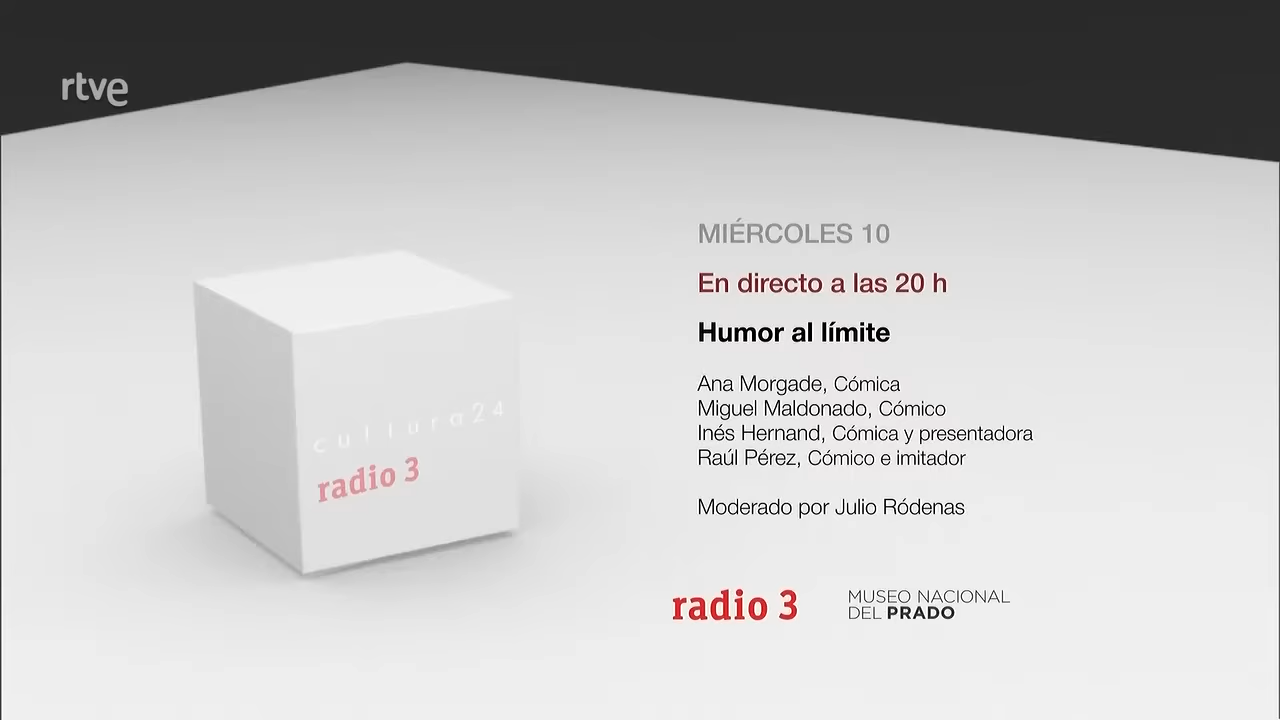 rtve
MIÉRCOLES 10
En directo a las 20 h
Humor al límite
Ana Morgade, Cómica
Miguel Maldonado, Cómico
Inés Hernand, Cómica y presentadora
Raúl Pérez, Cómico e imitador
Moderado por Julio Ródenas
cultura24
radio 3
radio 3
MUSEO NACIONAL
DEL PRADO